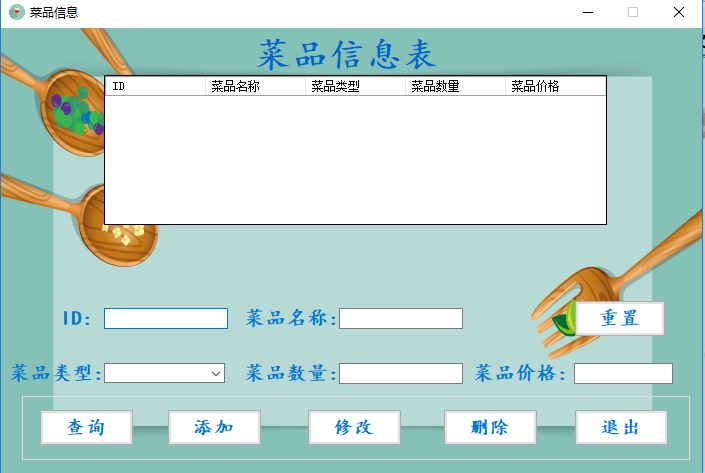 菜品信息
菜品信息表
ID 菜品名称 菜品类型 菜品数量 菜品价格
ID: 菜品名称: 重置
菜品类型: 菜品数量: 菜品价格:
查询 添加 修改 删除 退出